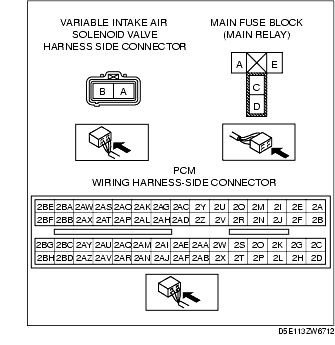 VARIABLE INTAKE AIR
SOLENOID VALVE
HARNESS SIDE CONNECTOR
MAIN FUSE BLOCK
(MAIN RELAY)
B A
A E
C
D
PCM
WIRING HARNESS-SIDE CONNECTOR
2BE 2BA 2AW 2AS 2AO 2AK 2AG 2AC 2Y 2U 2Q 2M 2I 2E 2A
2BF 2BB 2AX 2AT 2AP 2AL 2AH 2AD 2Z 2V 2R 2N 2J 2F 2B
2BG 2BC 2AY 2AU 2AQ 2AM 2AI 2AE 2AA 2W 2S 2O 2K 2G 2C
2BH 2BD 2AZ 2AV 2AR 2AN 2AJ 2AF 2AB 2X 2T 2P 2L 2H 2D
D5E113ZW6712